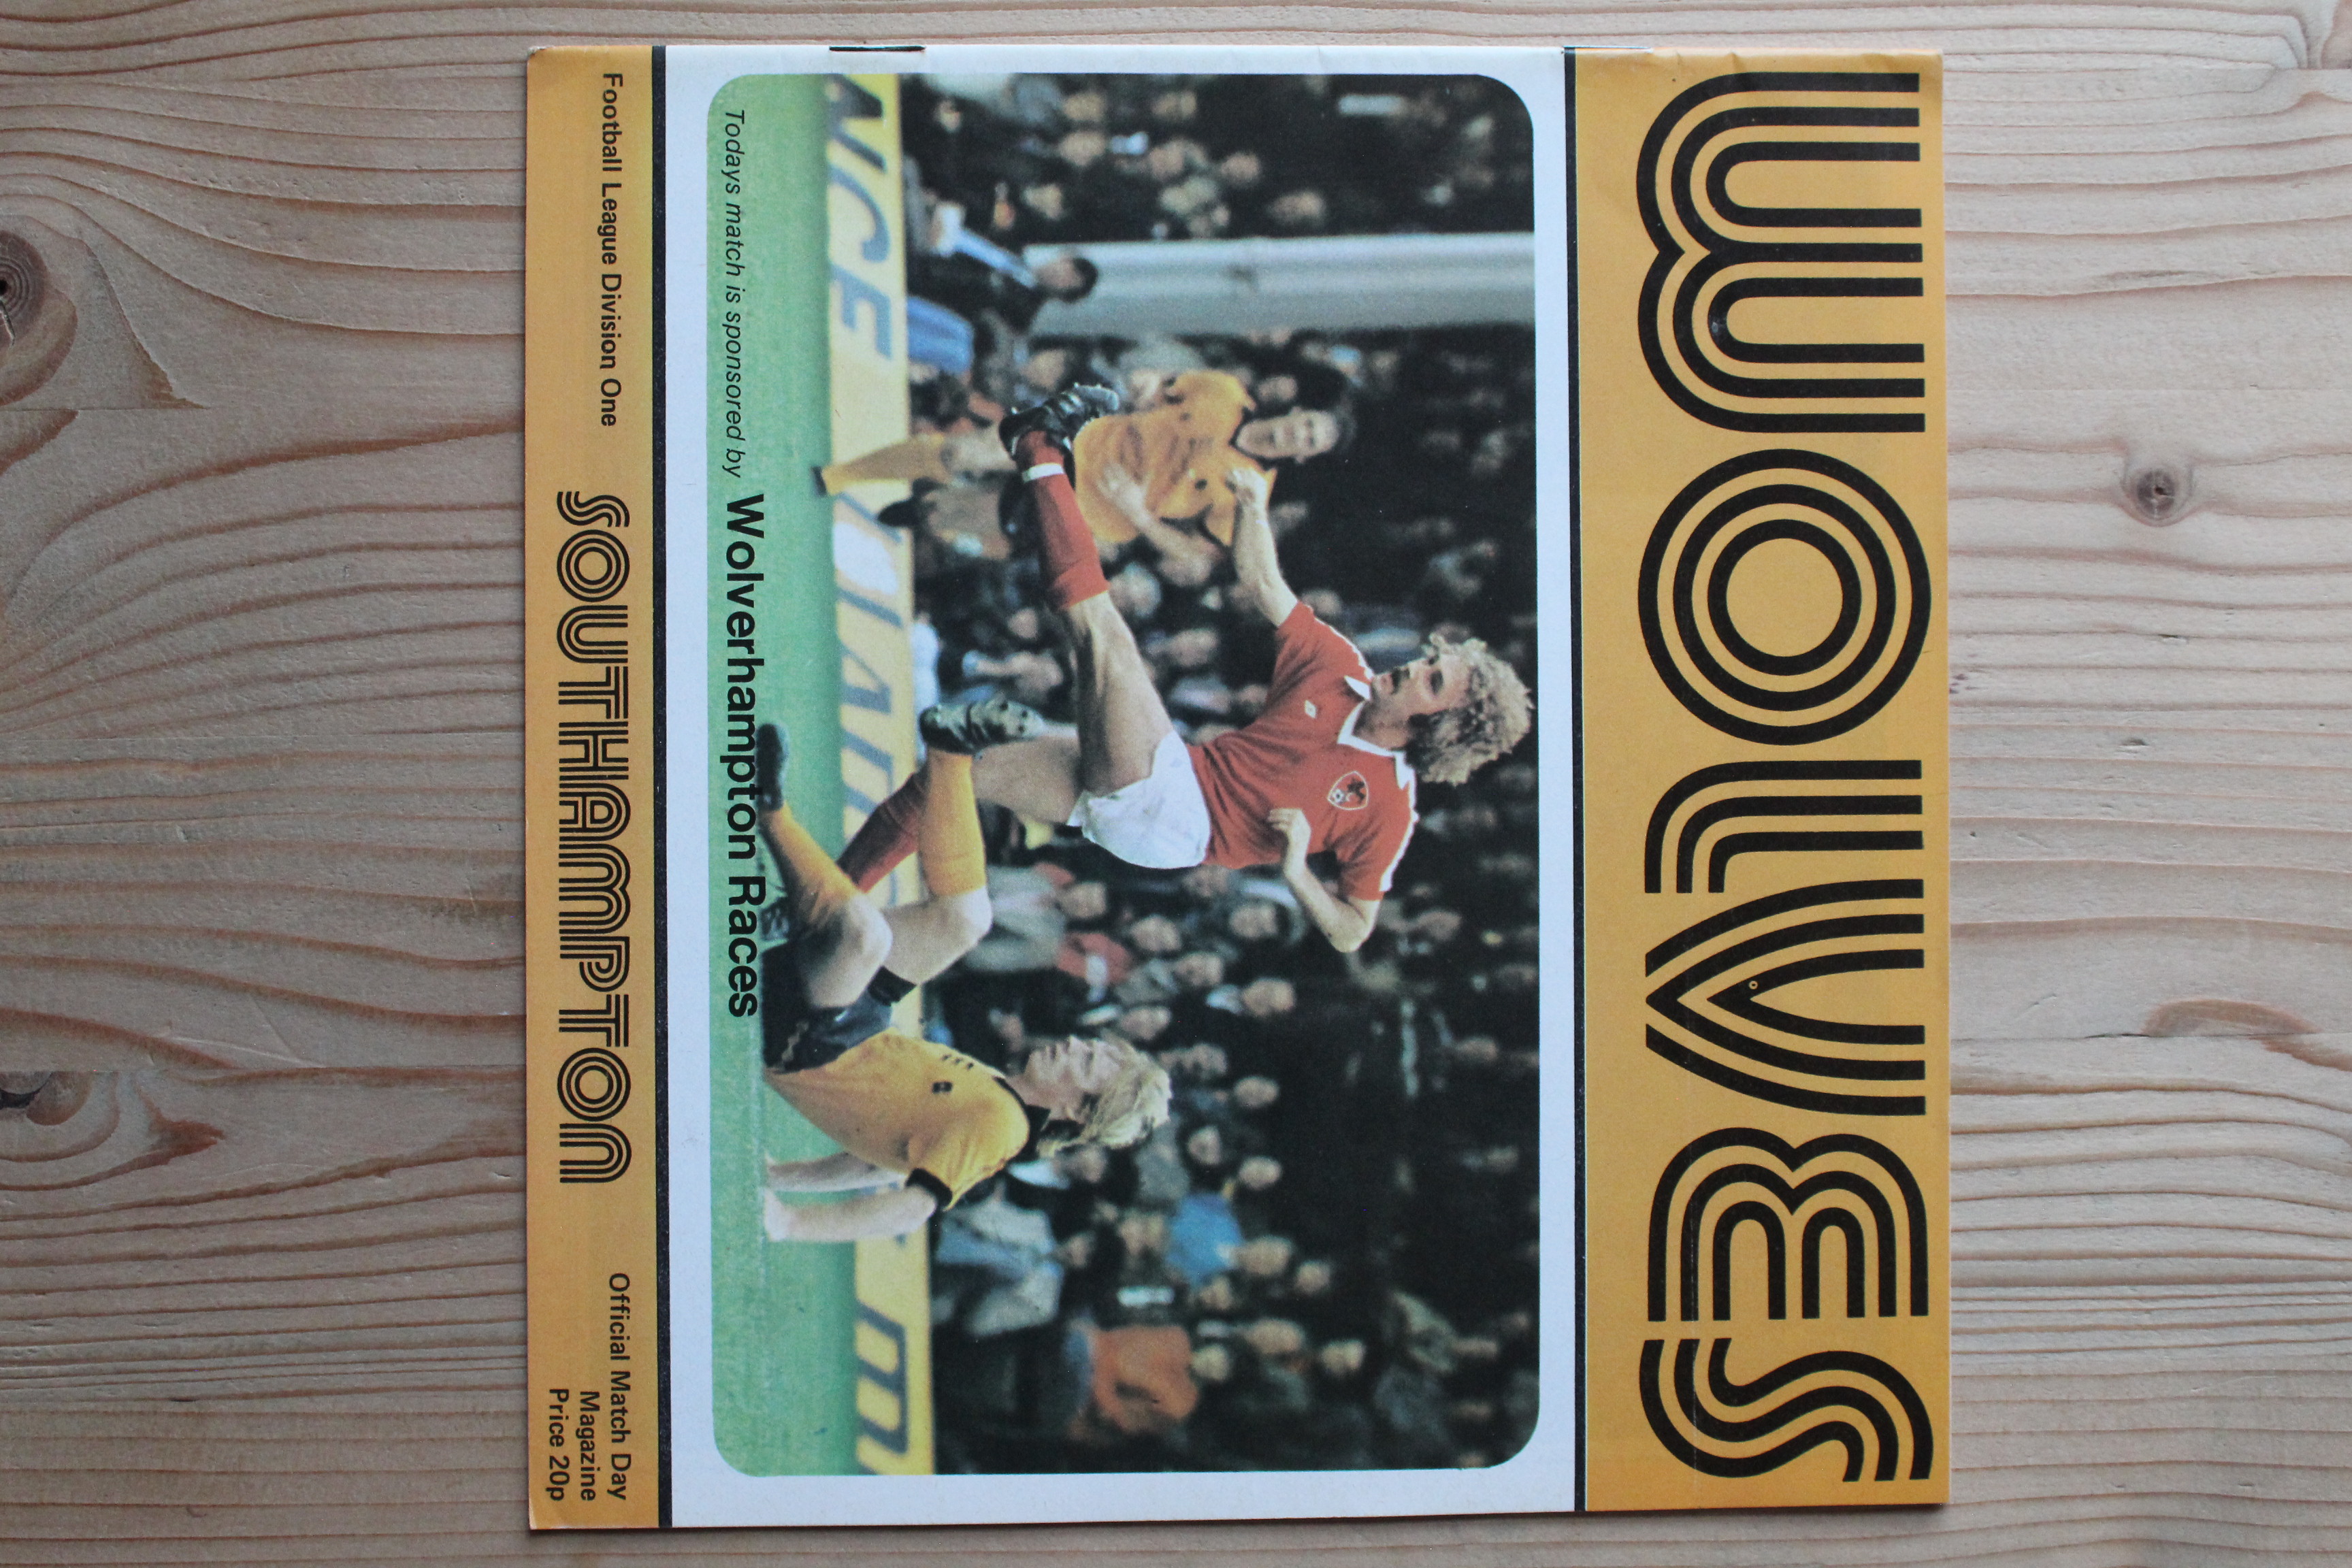 WOLVES
NCE
Todays match is sponsored by Wolverhampton Races
Football League Division One
SOUTHAMPTON
Official Match Day
Magazine
Price 20p